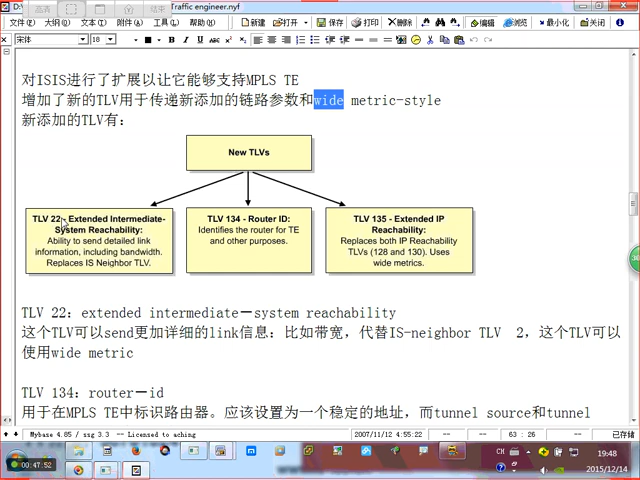 Traffic engineer.nyf
文件(F) 大纲(O) 文本(T) 附件(A) 工具(L) 帮助(H) 新建 打开 保存 打印 删除 编辑 浏览 最小化 关闭
宋体 18 B I U
对ISIS进行了扩展以让它能够支持MPLS TE
增加了新的TLV用于传递新添加的链路参数和wide metric-style
新添加的TLV有：
New TLVs
TLV 22 - Extended Intermediate-
System Reachability:
Ability to send detailed link
information, including bandwidth.
Replaces IS Neighbor TLV.
TLV 134 - Router ID:
Identifies the router for TE
and other purposes.
TLV 135 - Extended IP
Reachability:
Replaces both IP Reachability
TLVs (128 and 130). Uses
wide metrics.
TLV 22：extended intermediate－system reachability
这个TLV可以send更加详细的link信息：比如带宽，代替IS-neighbor TLV 2，这个TLV可以
使用wide metric
TLV 134：router－id
用于在MPLS TE中标识路由器。应该设置为一个稳定的地址，而tunnel source和tunnel
Mybase 4.85 / ssg 3.3 -- Licensed to aching 2007/11/12 4:55:22 -- 63 : 26 -- 已存储
00:47:52
CH
19:48
2015/12/14